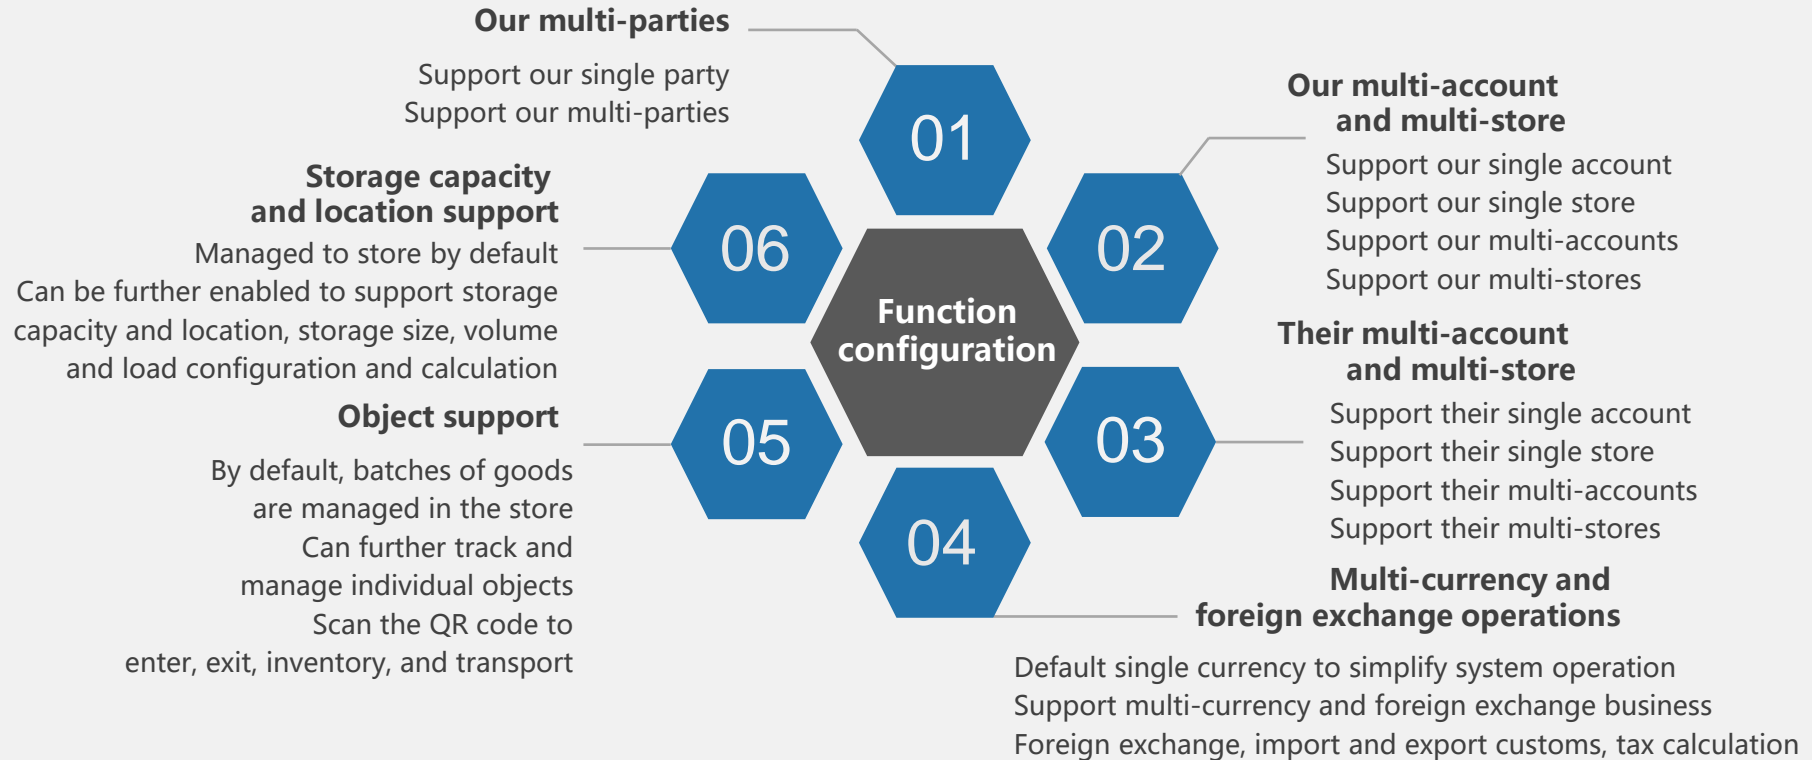 Our multi-parties
Support our single party
Support our multi-parties
01
Our multi-account
and multi-store
Support our single account
Support our single store
Support our multi-accounts
Support our multi-stores
02
Their multi-account
and multi-store
Support their single account
Support their single store
Support their multi-accounts
Support their multi-stores
03
Multi-currency and
foreign exchange operations
Default single currency to simplify system operation
Support multi-currency and foreign exchange business
Foreign exchange, import and export customs, tax calculation
04
Object support
By default, batches of goods
are managed in the store
Can further track and
manage individual objects
Scan the QR code to
enter, exit, inventory, and transport
05
Storage capacity
and location support
Managed to store by default
Can be further enabled to support storage
capacity and location, storage size, volume
and load configuration and calculation
06
Function
configuration